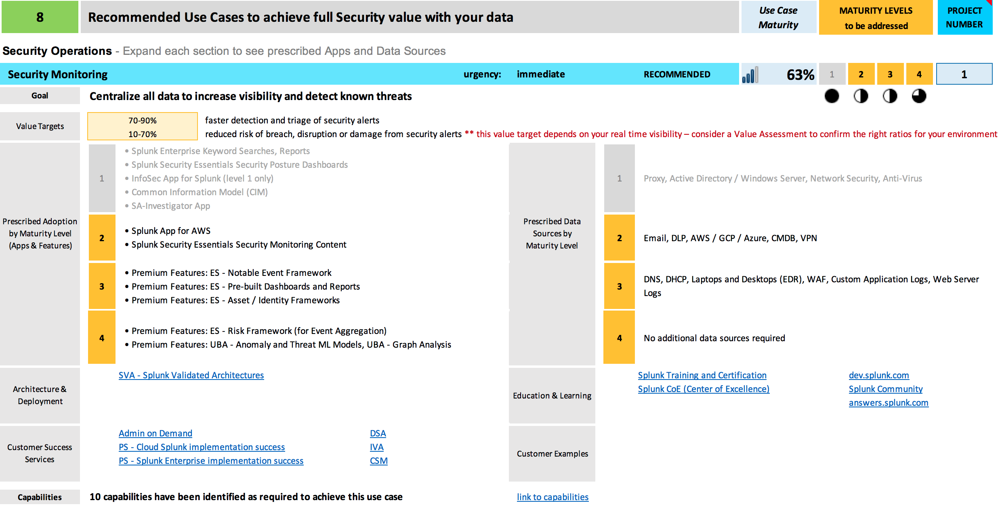 8
Recommended Use Cases to achieve full Security value with your data
Use Case
Maturity
MATURITY LEVELS
to be addressed
PROJECT
NUMBER
Security Operations - Expand each section to see prescribed Apps and Data Sources
Security Monitoring urgency: immediate RECOMMENDED 63% 1 2 3 4 1
Goal Centralize all data to increase visibility and detect known threats
Value Targets
70-90% faster detection and triage of security alerts
10-70% reduced risk of breach, disruption or damage from security alerts ** this value target depends on your real time visibility – consider a Value Assessment to confirm the right ratios for your environment
Prescribed Adoption
by Maturity Level
(Apps & Features)
1
• Splunk Enterprise Keyword Searches, Reports
• Splunk Security Essentials Security Posture Dashboards
• InfoSec App for Splunk (level 1 only)
• Common Information Model (CIM)
• SA-Investigator App
2
• Splunk App for AWS
• Splunk Security Essentials Security Monitoring Content
3
• Premium Features: ES - Notable Event Framework
• Premium Features: ES - Pre-built Dashboards and Reports
• Premium Features: ES - Asset / Identity Frameworks
4
• Premium Features: ES - Risk Framework (for Event Aggregation)
• Premium Features: UBA - Anomaly and Threat ML Models, UBA - Graph Analysis
Prescribed Data
Sources by
Maturity Level
1
Proxy, Active Directory / Windows Server, Network Security, Anti-Virus
2
Email, DLP, AWS / GCP / Azure, CMDB, VPN
3
DNS, DHCP, Laptops and Desktops (EDR), WAF, Custom Application Logs, Web Server
Logs
4
No additional data sources required
Architecture &
Deployment
SVA - Splunk Validated Architectures
Education & Learning
Splunk Training and Certification
Splunk CoE (Center of Excellence)
dev.splunk.com
Splunk Community
answers.splunk.com
Customer Success
Services
Admin on Demand
PS - Cloud Splunk implementation success
PS - Splunk Enterprise implementation success
DSA
IVA
CSM
Customer Examples
Capabilities 10 capabilities have been identified as required to achieve this use case link to capabilities